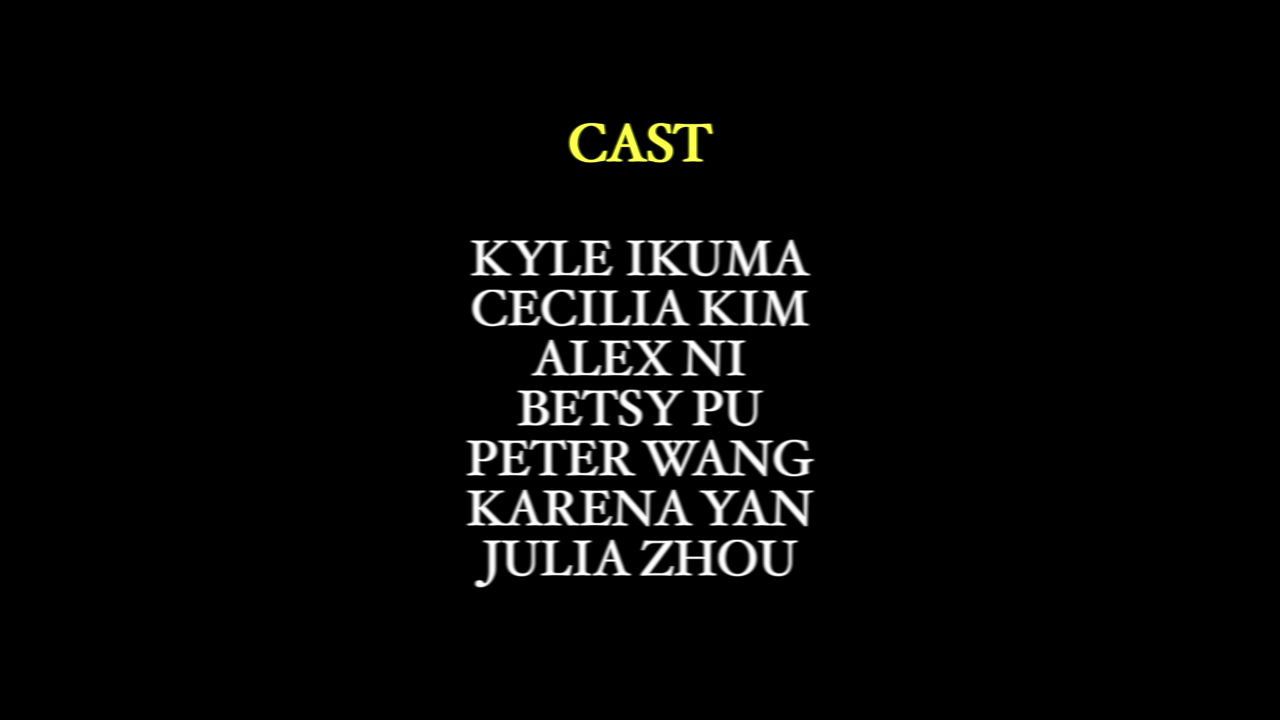 CAST
KYLE IKUMA
CECILIA KIM
ALEX NI
BETSY PU
PETER WANG
KARENA YAN
JULIA ZHOU